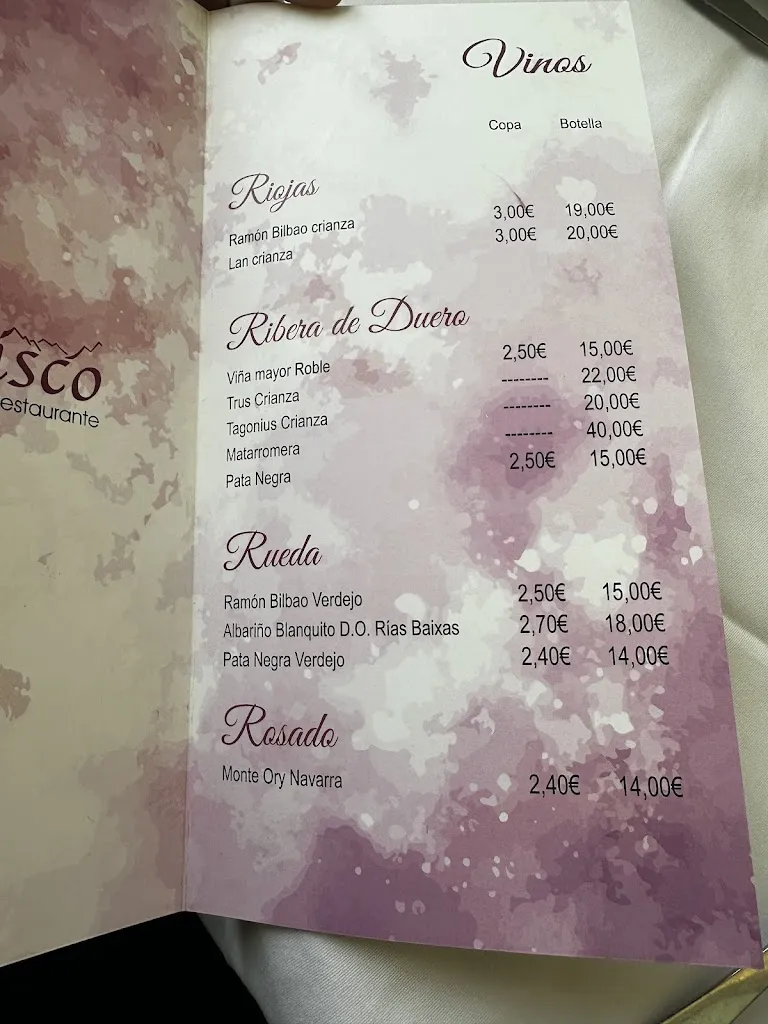 Vinos
Copa Botella
Riojas
Ramón Bilbao crianza 3,00€ 19,00€
Lan crianza 3,00€ 20,00€
Ribera de Duero
Viña mayor Roble 2,50€ 15,00€
Trus Crianza -------- 22,00€
Tagonius Crianza -------- 20,00€
Matarromera -------- 40,00€
Pata Negra 2,50€ 15,00€
Rueda
Ramón Bilbao Verdejo 2,50€ 15,00€
Albariño Blanquito D.O. Rías Baixas 2,70€ 18,00€
Pata Negra Verdejo 2,40€ 14,00€
Rosado
Monte Ory Navarra 2,40€ 14,00€
isco
estaurante